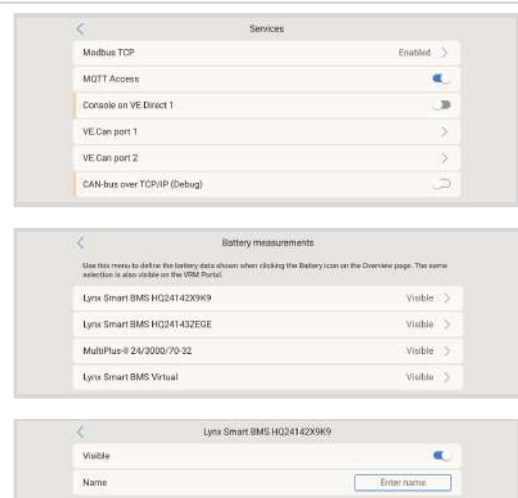 Services
Modbus TCP Enabled
MQTT Access
Console on VE.Direct 1
VE.Can port 1
VE.Can port 2
CAN-bus over TCP/IP (Debug)
Battery measurements
Use this menu to define the battery data shown when clicking the Battery icon on the Overview page. The same
selection is also visible on the VRM Portal.
Lynx Smart BMS HQ24142X9K9 Visible
Lynx Smart BMS HQ24143ZEGE Visible
MultiPlus-II 24/3000/70-32 Visible
Lynx Smart BMS Virtual Visible
Lynx Smart BMS HQ24142X9K9
Visible
Name Enter name